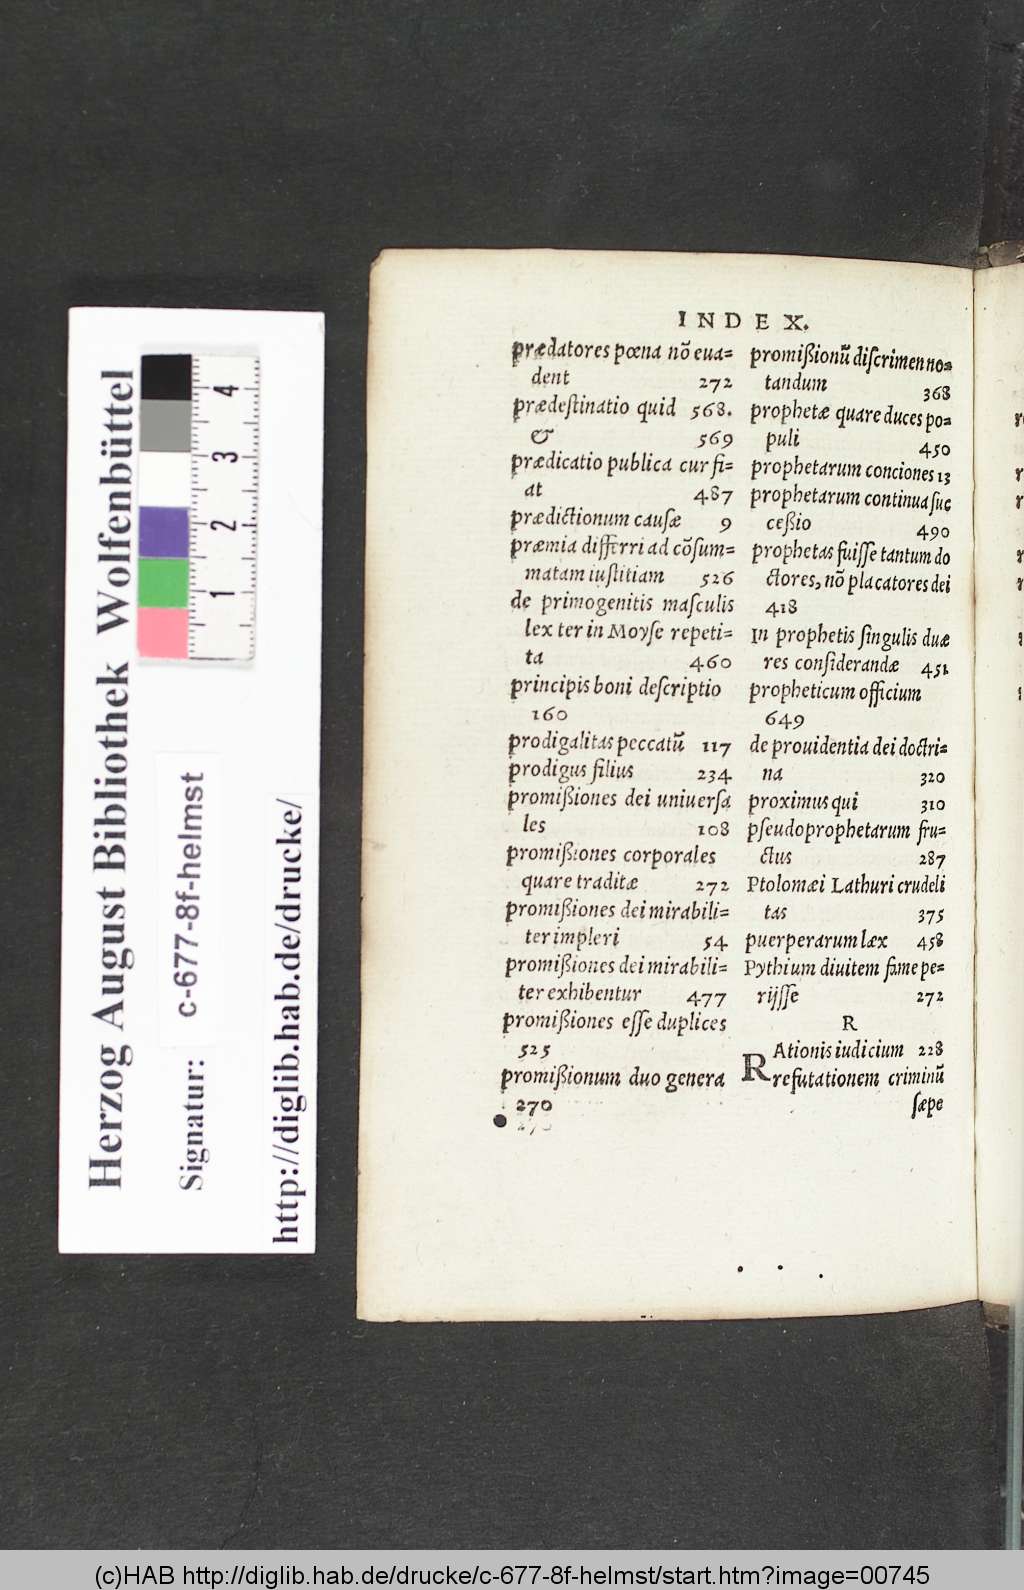 INDEX.
prædatores pœna nõ eua=
dent 272
prædestinatio quid 568.
& 569
prædicatio publica cur fi=
at 487
prædictionum causæ 9
præmia differri ad cõsum=
matam iustitiam 526
de primogenitis masculis
lex ter in Moyse repeti=
ta 460
principis boni descriptio
160
prodigalitas peccatũ 117
prodigus filius 234
promißiones dei uniuersa
les 108
promißiones corporales
quare traditæ 272
promißiones dei mirabili=
ter impleri 54
promißiones dei mirabili=
ter exhibentur 477
promißiones esse duplices
525
promißionum duo genera
270
promißionũ discrimen no=
tandum 368
prophetæ quare duces po=
puli 450
prophetarum conciones 13
prophetarum continua suc
ceßio 490
prophetas fuisse tantum do
ctores, nõ placatores dei
418
In prophetis singulis duæ
res considerandæ 451
propheticum officium
649
de prouidentia dei doctri=
na 320
proximus qui 310
pseudoprophetarum fru=
ctus 287
Ptolomæi Lathuri crudeli
tas 375
puerperarum læx 458
Pythium diuitem fame pe=
rijsse 272
R
RAtionis iudicium 228
refutationem criminũ
sæpe
Herzog August Bibliothek Wolfenbüttel
Signatur: c-677-8f-helmst
http://diglib.hab.de/drucke/
1 2 3 4
(c)HAB http://diglib.hab.de/drucke/c-677-8f-helmst/start.htm?image=00745